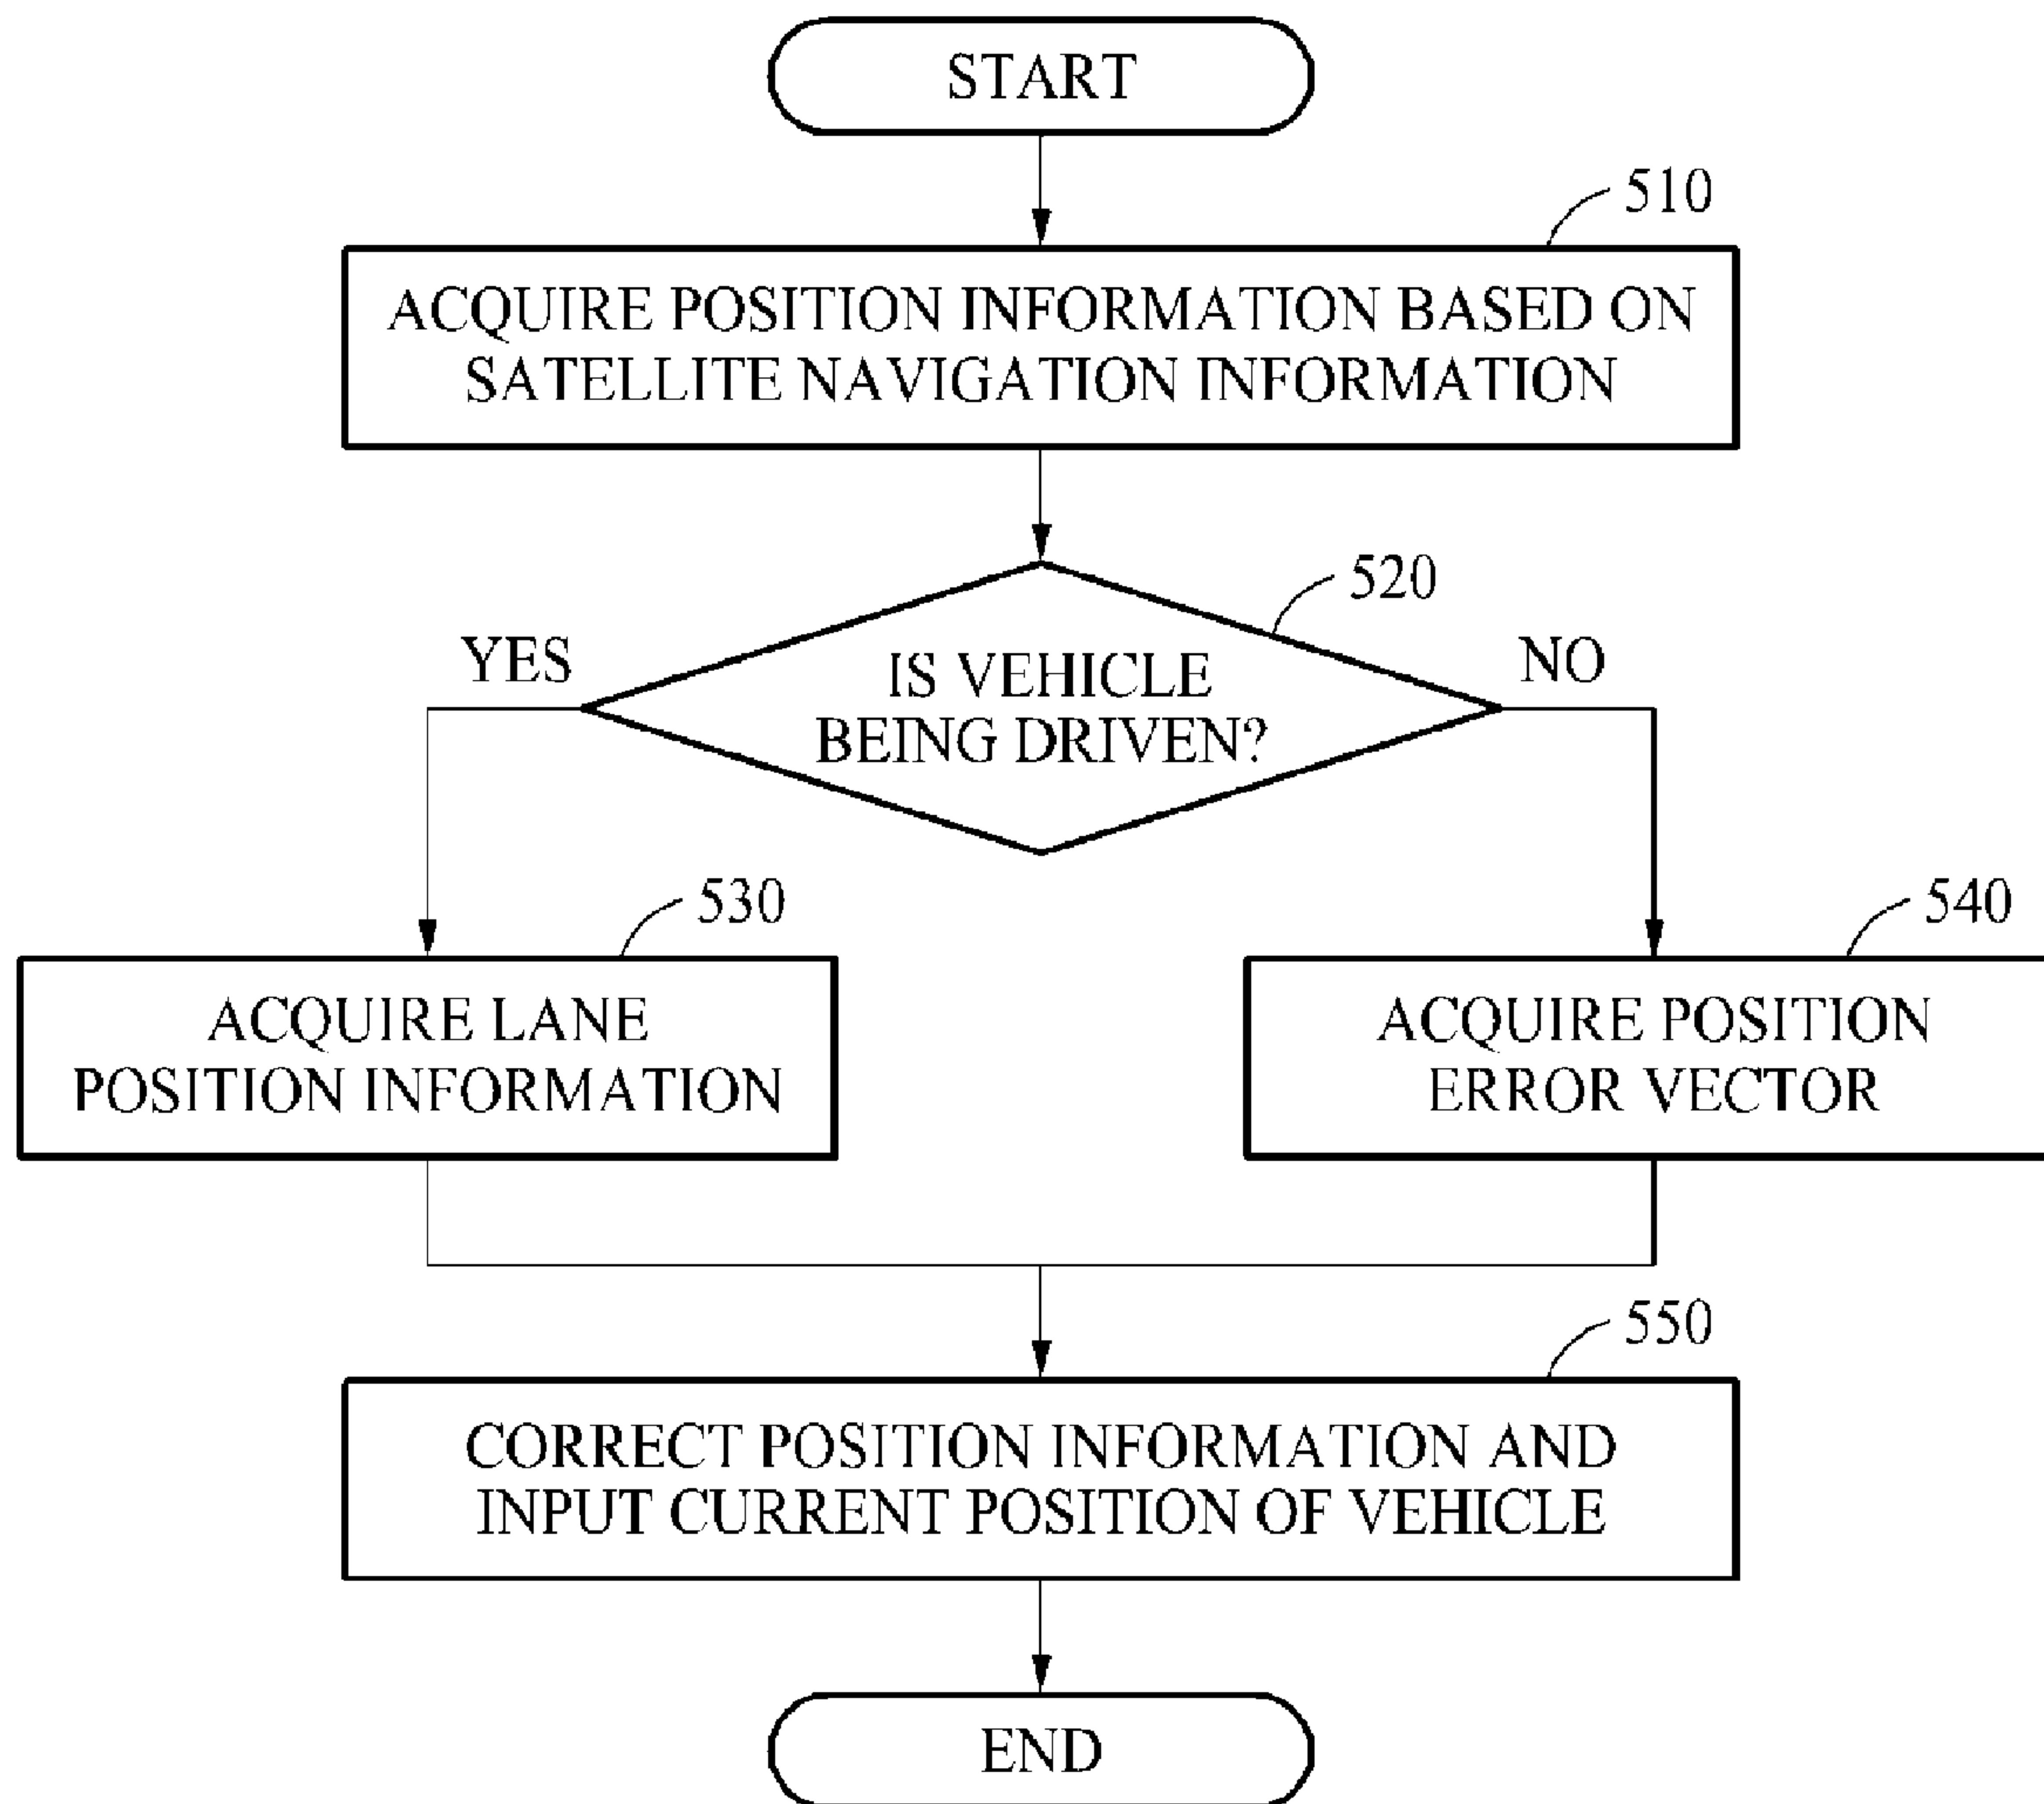 START
510
ACQUIRE POSITION INFORMATION BASED ON
SATELLITE NAVIGATION INFORMATION
520
YES
NO
IS VEHICLE
BEING DRIVEN?
530
540
ACQUIRE LANE
POSITION INFORMATION
ACQUIRE POSITION
ERROR VECTOR
550
CORRECT POSITION INFORMATION AND
INPUT CURRENT POSITION OF VEHICLE
END